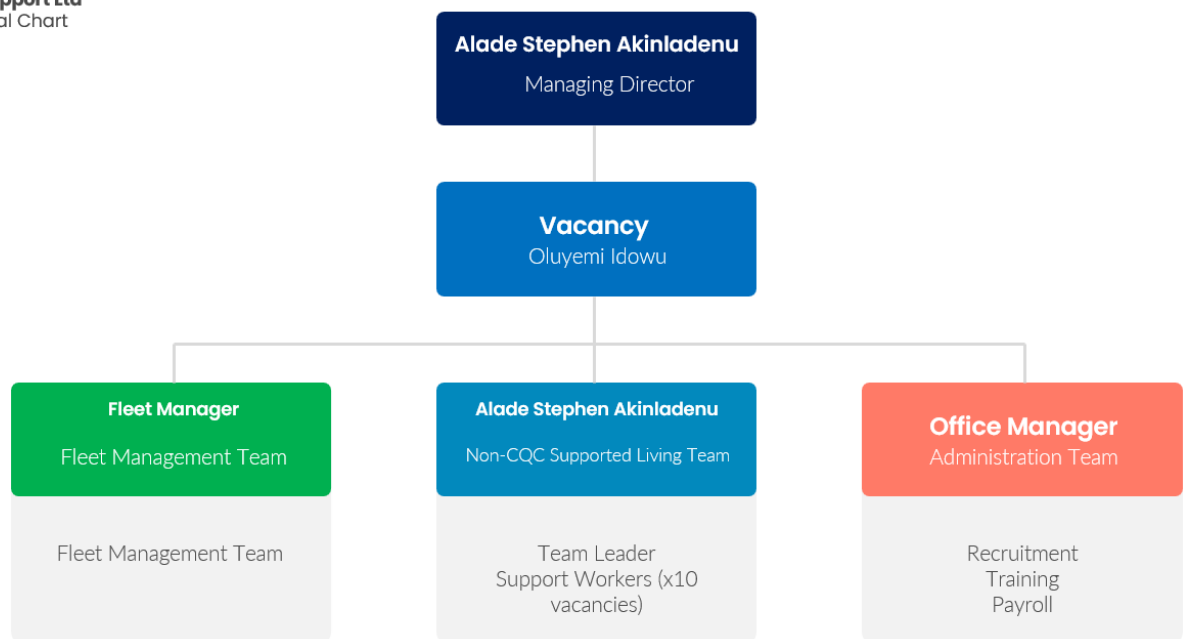 Support Ltd
al Chart
Alade Stephen Akinladenu
Managing Director
Vacancy
Oluyemi Idowu
Fleet Manager
Fleet Management Team
Alade Stephen Akinladenu
Non-CQC Supported Living Team
Office Manager
Administration Team
Fleet Management Team
Team Leader
Support Workers (x10
vacancies)
Recruitment
Training
Payroll